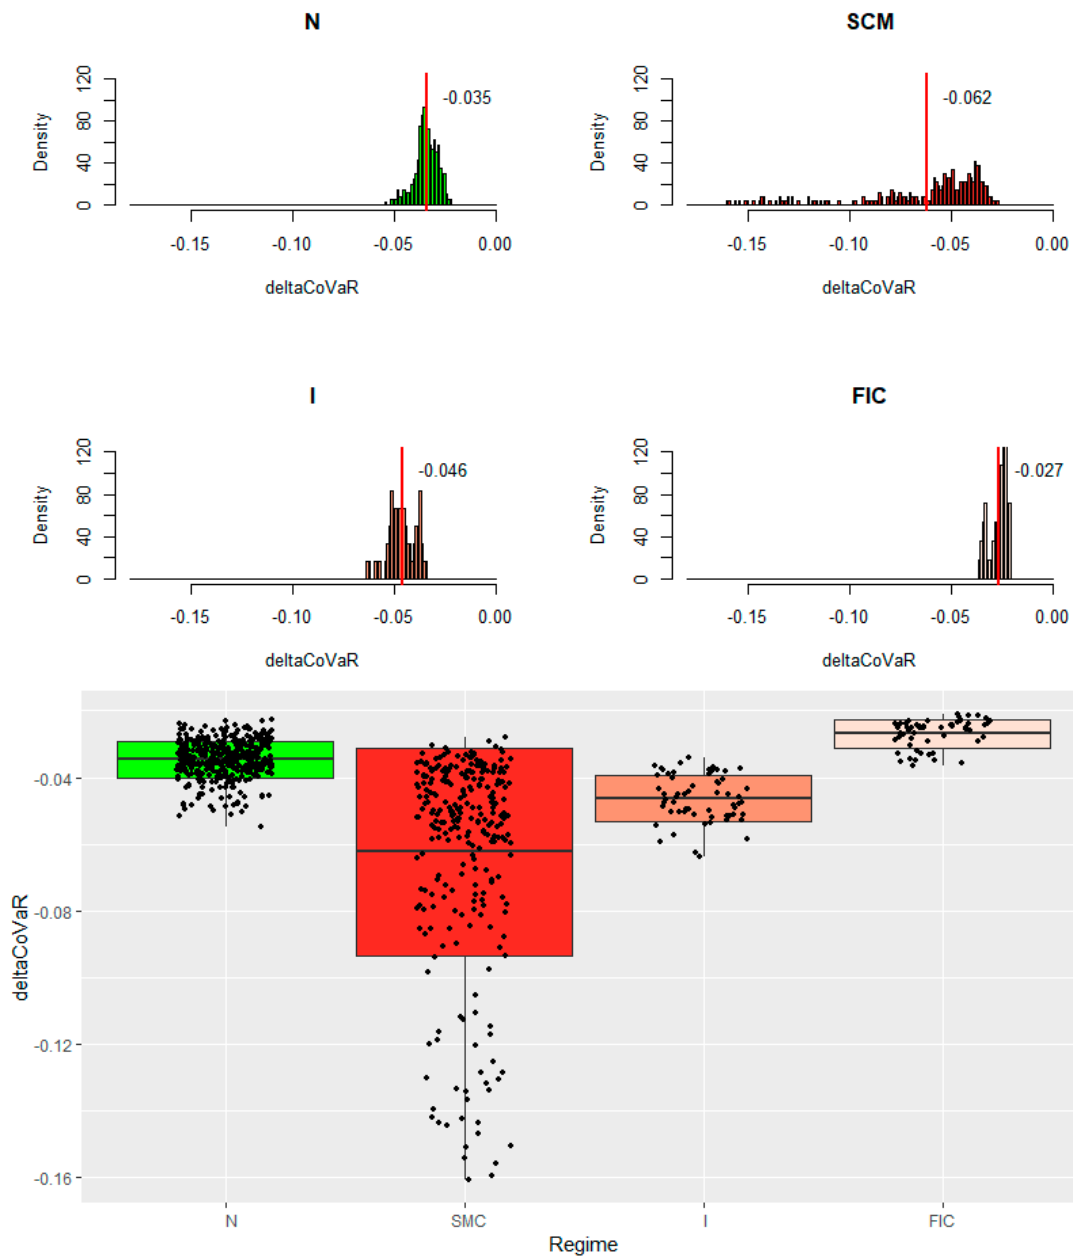 N
SCM
120
80
40
0
Density
-0.035
-0.15
-0.10
-0.05
0.00
deltaCoVaR
120
80
40
0
Density
-0.062
-0.15
-0.10
-0.05
0.00
deltaCoVaR
I
FIC
120
80
40
0
Density
-0.046
-0.15
-0.10
-0.05
0.00
deltaCoVaR
120
80
40
0
Density
-0.027
-0.15
-0.10
-0.05
0.00
deltaCoVaR
-0.04
-0.08
-0.12
-0.16
deltaCoVaR
N
SMC
I
FIC
Regime